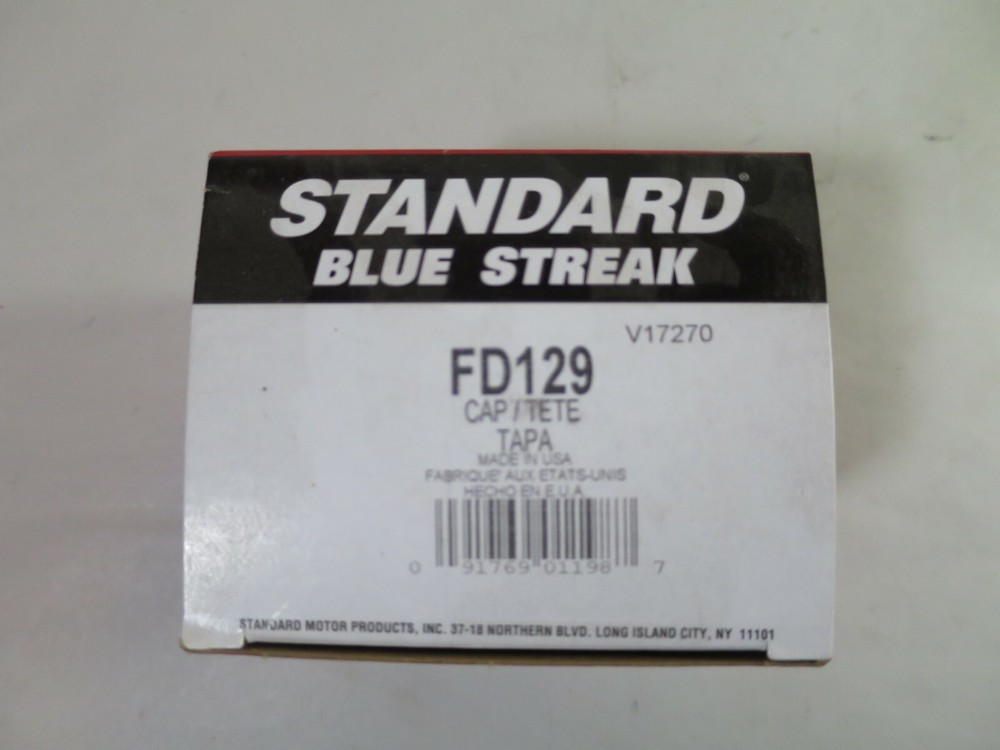 STANDARD®
BLUE STREAK
V17270
FD129
CAP / TETE
TAPA
MADE IN USA
FABRIQUE' AUX ETATS-UNIS
HECHO EN E.U.A.
0 91769 01198 7
STANDARD MOTOR PRODUCTS, INC. 37-18 NORTHERN BLVD. LONG ISLAND CITY, NY 11101